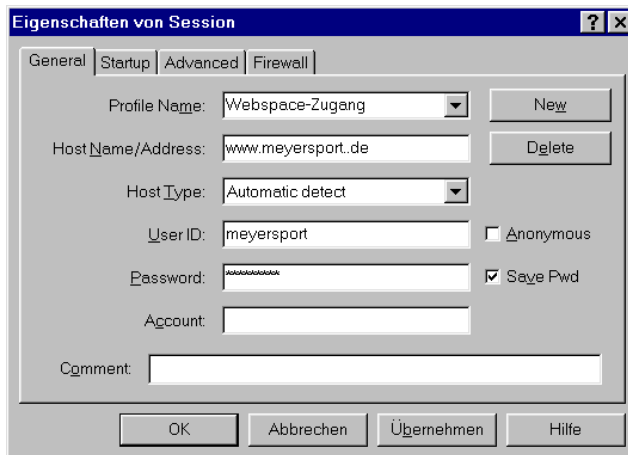 Eigenschaften von Session
General Startup Advanced Firewall
Profile Name: Webspace-Zugang New
Host Name/Address: www.meyersport..de Delete
Host Type: Automatic detect
User ID: meyersport Anonymous
Password: ********** Save Pwd
Account:
Comment:
OK Abbrechen Übernehmen Hilfe